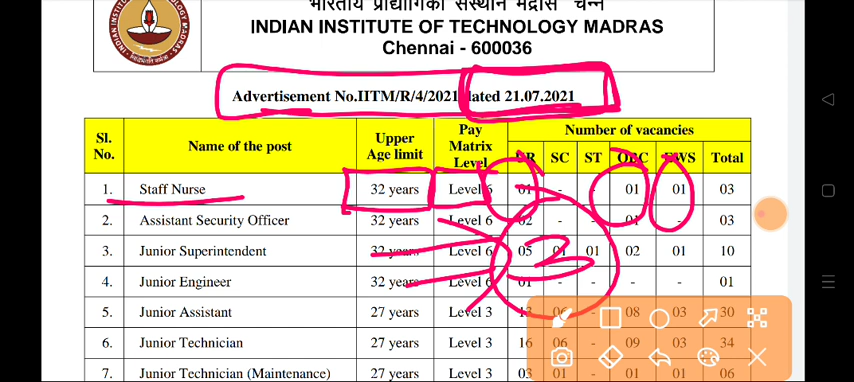 भारतीय प्रौद्योगिकी संस्थान मद्रास चेन्नै
INDIAN INSTITUTE OF TECHNOLOGY MADRAS
Chennai - 600036
Advertisement No.IITM/R/4/2021 dated 21.07.2021
Sl. No. Name of the post Upper Age limit Pay Matrix Level Number of vacancies
UR SC ST OBC EWS Total
1. Staff Nurse 32 years Level 6 01 - - 01 01 03
2. Assistant Security Officer 32 years Level 6 02 - - 01 - 03
3. Junior Superintendent 32 years Level 6 05 01 01 02 01 10
4. Junior Engineer 32 years Level 6 01 - - - - 01
5. Junior Assistant 27 years Level 3 13 06 - 08 03 30
6. Junior Technician 27 years Level 3 16 06 - 09 03 34
7. Junior Technician (Maintenance) 27 years Level 3 03 01 - 01 01 06
3